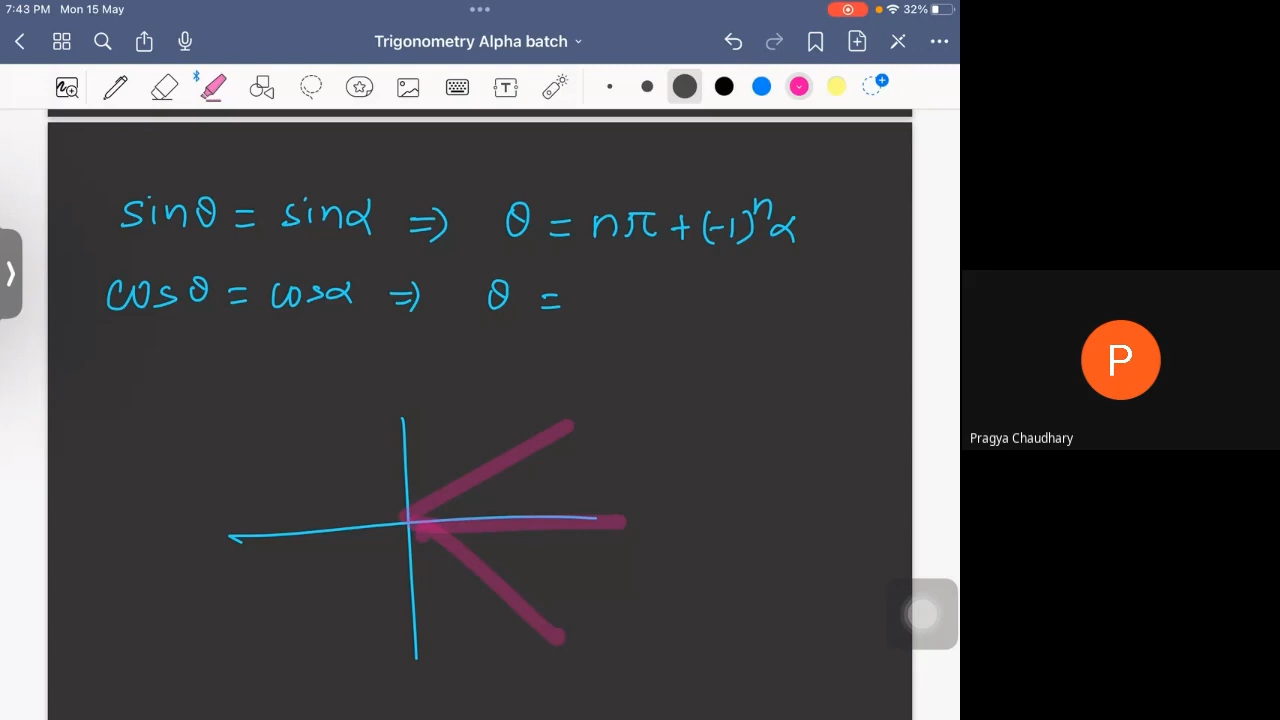 7:43 PM Mon 15 May
32%
Trigonometry Alpha batch
T
sinθ = sinα ⇒ θ = nπ + (-1)ⁿα
cosθ = cosα ⇒ θ =
P
Pragya Chaudhary